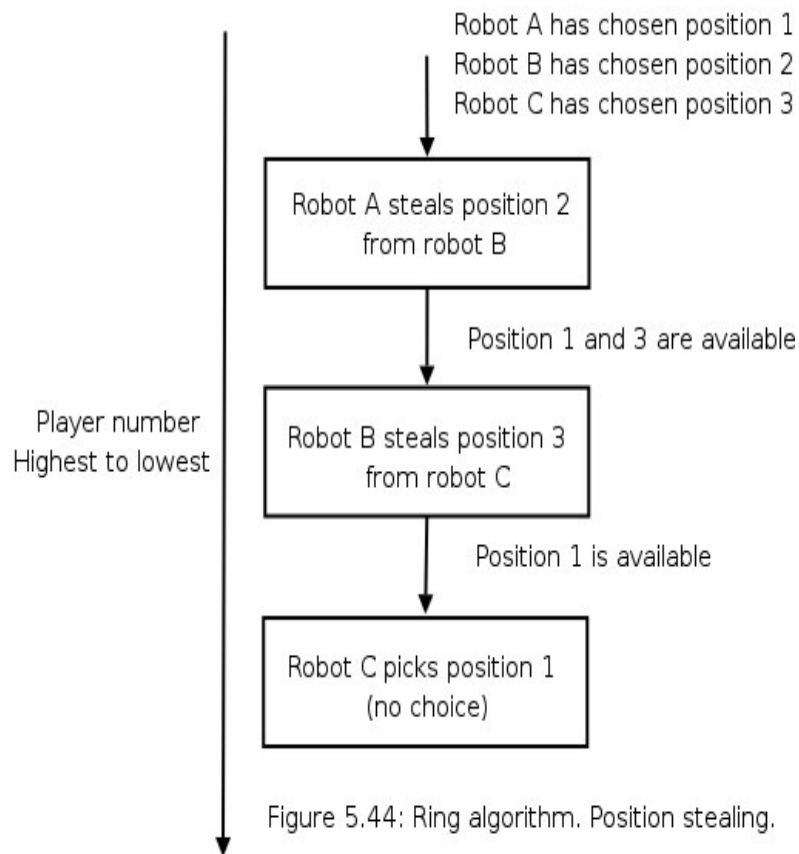 Robot A has chosen position 1
Robot B has chosen position 2
Robot C has chosen position 3
Robot A steals position 2
from robot B
Position 1 and 3 are available
Player number
Highest to lowest
Robot B steals position 3
from robot C
Position 1 is available
Robot C picks position 1
(no choice)
Figure 5.44: Ring algorithm. Position stealing.